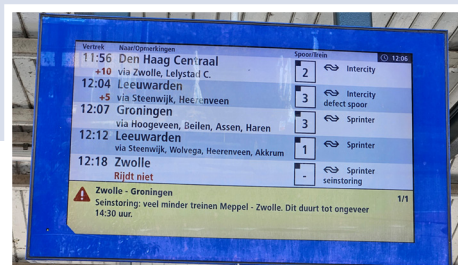 Vertrek Naar/Opmerkingen Spoor/Trein 12:06
11:56 Den Haag Centraal 2 Intercity
+10 via Zwolle, Lelystad C.
12:04 Leeuwarden 3 Intercity
+5 via Steenwijk, Heerenveen defect spoor
12:07 Groningen 3 Sprinter
via Hoogeveen, Beilen, Assen, Haren
12:12 Leeuwarden 1 Sprinter
via Steenwijk, Wolvega, Heerenveen, Akkrum
12:18 Zwolle - Sprinter
Rijdt niet seinstoring
Zwolle - Groningen 1/1
Seinstoring: veel minder treinen Meppel - Zwolle. Dit duurt tot ongeveer
14:30 uur.